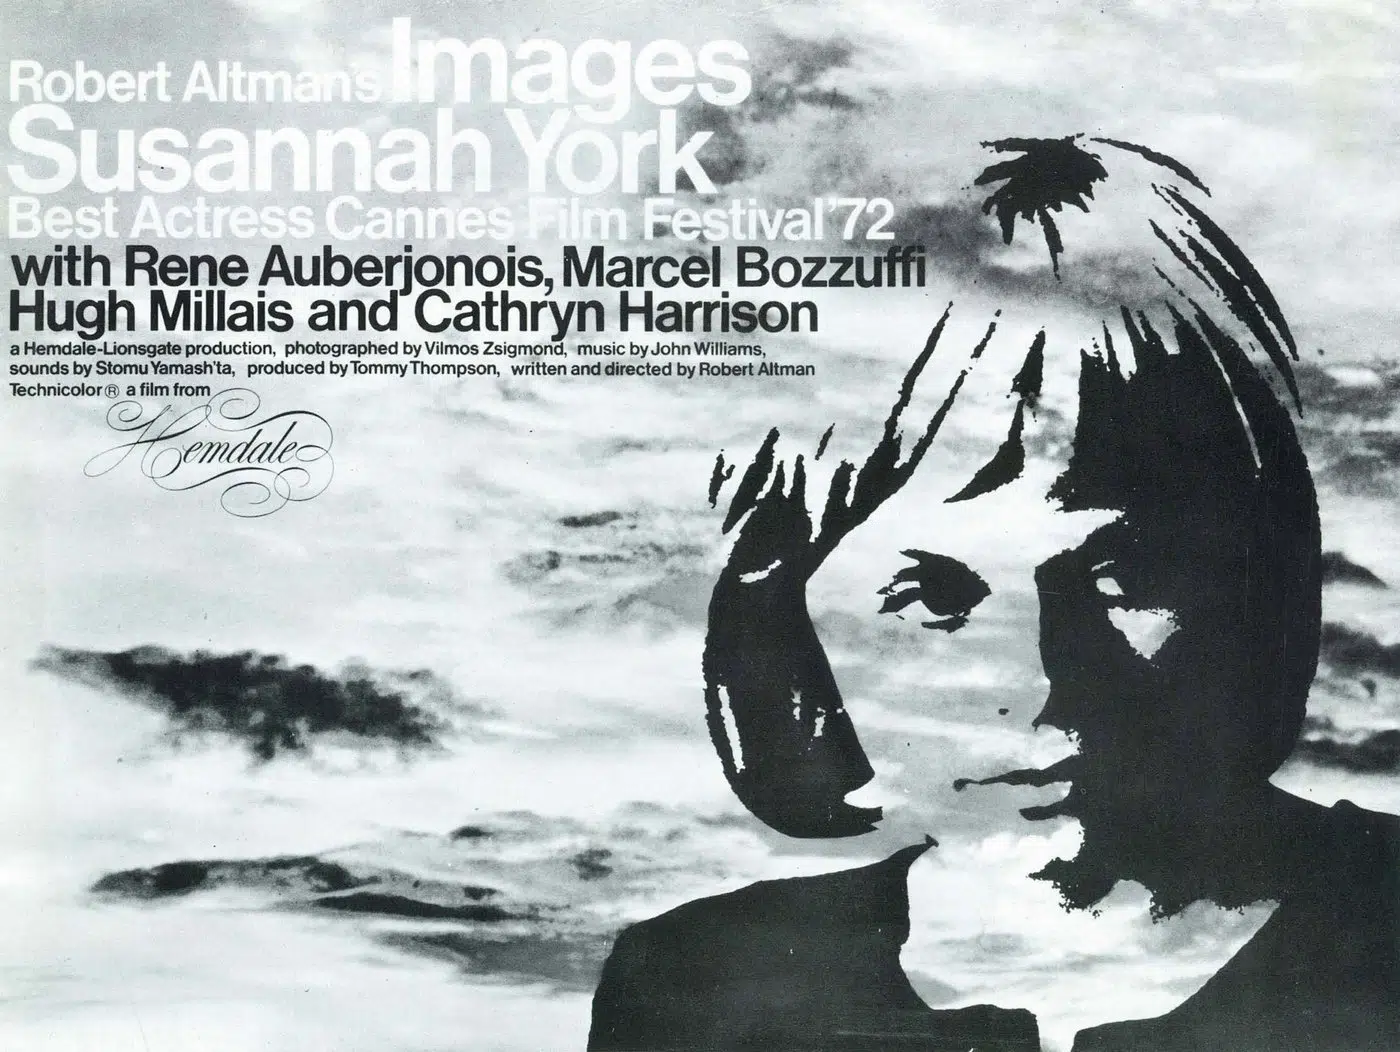 Robert Altman's Images
Susannah York
Best Actress Cannes Film Festival '72
with Rene Auberjonois, Marcel Bozzuffi
Hugh Millais and Cathryn Harrison
a Hemdale-Lionsgate production, photographed by Vilmos Zsigmond, music by John Williams,
sounds by Stomu Yamash'ta, produced by Tommy Thompson, written and directed by Robert Altman
Technicolor® a film from
Hemdale